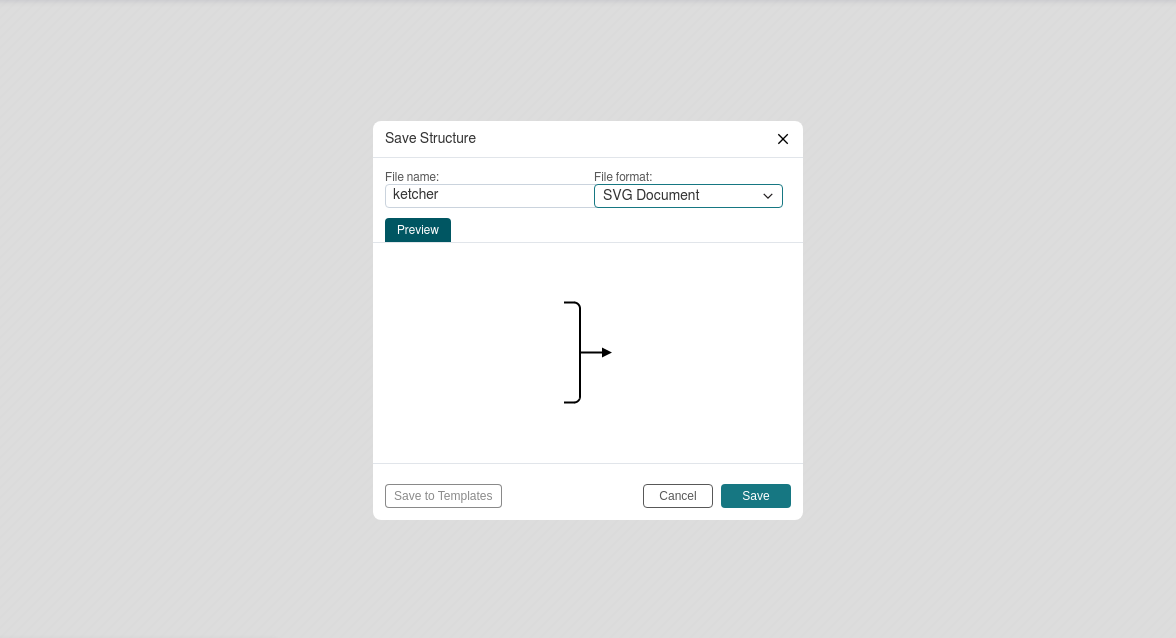 Save Structure
File name:
File format:
ketcher
SVG Document
Preview
Save to Templates
Cancel
Save